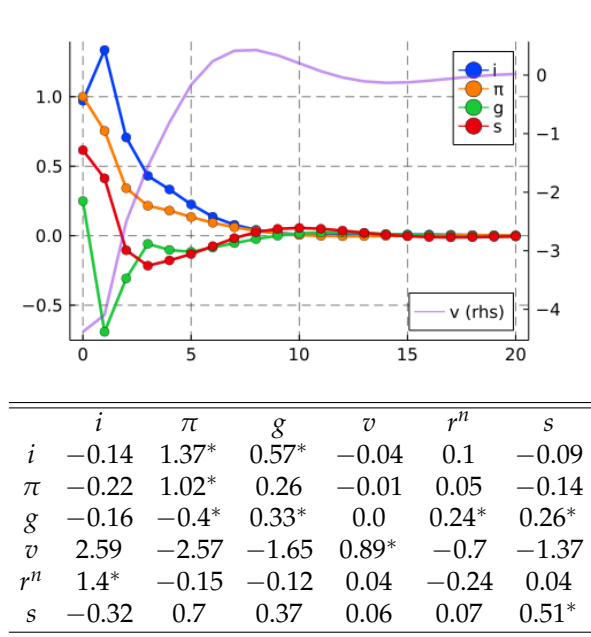 1.0
0.5
0.0
−0.5
0
−1
−2
−3
−4
i
π
g
s
v (rhs)
0 5 10 15 20
i π g v rⁿ s
i −0.14 1.37* 0.57* −0.04 0.1 −0.09
π −0.22 1.02* 0.26 −0.01 0.05 −0.14
g −0.16 −0.4* 0.33* 0.0 0.24* 0.26*
v 2.59 −2.57 −1.65 0.89* −0.7 −1.37
rⁿ 1.4* −0.15 −0.12 0.04 −0.24 0.04
s −0.32 0.7 0.37 0.06 0.07 0.51*